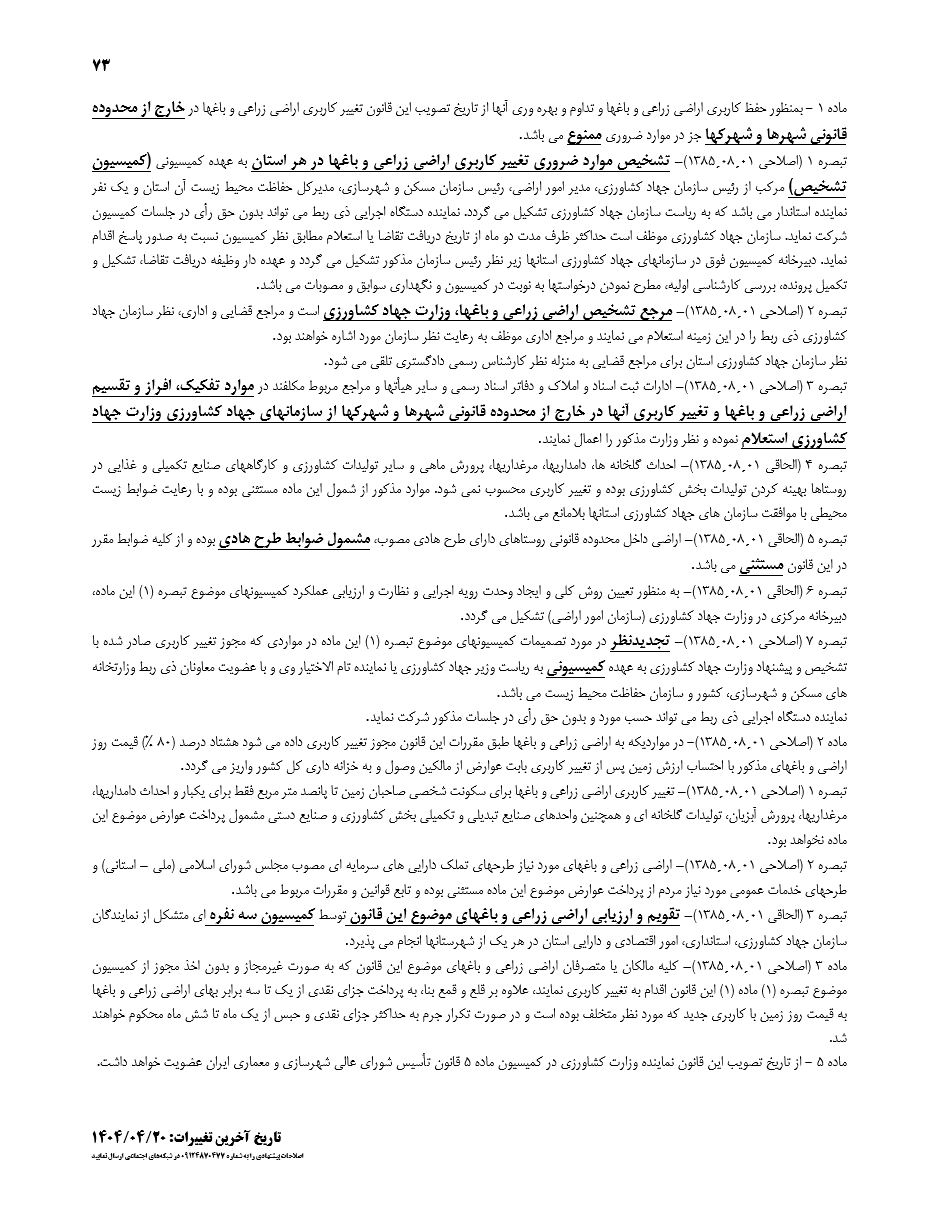 ۷۳
ماده ۱ - بمنظور حفظ کاربری اراضی زراعی و باغها و تداوم و بهره وری آنها از تاریخ تصویب این قانون تغییر کاربری اراضی زراعی و باغها در خارج از محدوده
قانونی شهرها و شهرکها جز در موارد ضروری ممنوع می باشد.
تبصره ۱ (اصلاحی ۰۱ˏ۰۸ˏ۱۳۸۵)- تشخیص موارد ضروری تغییر کاربری اراضی زراعی و باغها در هر استان به عهده کمیسیونی (کمیسیون
تشخیص) مرکب از رئیس سازمان جهاد کشاورزی، مدیر امور اراضی، رئیس سازمان مسکن و شهرسازی، مدیرکل حفاظت محیط زیست آن استان و یک نفر
نماینده استاندار می باشد که به ریاست سازمان جهاد کشاورزی تشکیل می گردد. نماینده دستگاه اجرایی ذی ربط می تواند بدون حق رأی در جلسات کمیسیون
شرکت نماید. سازمان جهاد کشاورزی موظف است حداکثر ظرف مدت دو ماه از تاریخ دریافت تقاضا یا استعلام مطابق نظر کمیسیون نسبت به صدور پاسخ اقدام
نماید. دبیرخانه کمیسیون فوق در سازمانهای جهاد کشاورزی استانها زیر نظر رئیس سازمان مذکور تشکیل می گردد و عهده دار وظیفه دریافت تقاضا، تشکیل و
تکمیل پرونده، بررسی کارشناسی اولیه، مطرح نمودن درخواستها به نوبت در کمیسیون و نگهداری سوابق و مصوبات می باشد.
تبصره ۲ (اصلاحی ۰۱ˏ۰۸ˏ۱۳۸۵)- مرجع تشخیص اراضی زراعی و باغها، وزارت جهاد کشاورزی است و مراجع قضایی و اداری، نظر سازمان جهاد
کشاورزی ذی ربط را در این زمینه استعلام می نمایند و مراجع اداری موظف به رعایت نظر سازمان مورد اشاره خواهند بود.
نظر سازمان جهاد کشاورزی استان برای مراجع قضایی به منزله نظر کارشناس رسمی دادگستری تلقی می شود.
تبصره ۳ (اصلاحی ۰۱ˏ۰۸ˏ۱۳۸۵)- ادارات ثبت اسناد و املاک و دفاتر اسناد رسمی و سایر هیأتها و مراجع مربوط مکلفند در موارد تفکیک، افراز و تقسیم
اراضی زراعی و باغها و تغییر کاربری آنها در خارج از محدوده قانونی شهرها و شهرکها از سازمانهای جهاد کشاورزی وزارت جهاد
کشاورزی استعلام نموده و نظر وزارت مذکور را اعمال نمایند.
تبصره ۴ (الحاقی ۰۱ˏ۰۸ˏ۱۳۸۵)- احداث گلخانه ها، دامداریها، مرغداریها، پرورش ماهی و سایر تولیدات کشاورزی و کارگاههای صنایع تکمیلی و غذایی در
روستاها بهینه کردن تولیدات بخش کشاورزی بوده و تغییر کاربری محسوب نمی شود. موارد مذکور از شمول این ماده مستثنی بوده و با رعایت ضوابط زیست
محیطی با موافقت سازمان های جهاد کشاورزی استانها بلامانع می باشد.
تبصره ۵ (الحاقی ۰۱ˏ۰۸ˏ۱۳۸۵)- اراضی داخل محدوده قانونی روستاهای دارای طرح هادی مصوب، مشمول ضوابط طرح هادی بوده و از کلیه ضوابط مقرر
در این قانون مستثنی می باشد.
تبصره ۶ (الحاقی ۰۱ˏ۰۸ˏ۱۳۸۵)- به منظور تعیین روش کلی و ایجاد وحدت رویه اجرایی و نظارت و ارزیابی عملکرد کمیسیونهای موضوع تبصره (۱) این ماده،
دبیرخانه مرکزی در وزارت جهاد کشاورزی (سازمان امور اراضی) تشکیل می گردد.
تبصره ۷ (اصلاحی ۰۱ˏ۰۸ˏ۱۳۸۵)- تجدیدنظر در مورد تصمیمات کمیسیونهای موضوع تبصره (۱) این ماده در مواردی که مجوز تغییر کاربری صادر شده با
تشخیص و پیشنهاد وزارت جهاد کشاورزی به عهده کمیسیونی به ریاست وزیر جهاد کشاورزی یا نماینده تام الاختیار وی و با عضویت معاونان ذی ربط وزارتخانه
های مسکن و شهرسازی، کشور و سازمان حفاظت محیط زیست می باشد.
نماینده دستگاه اجرایی ذی ربط می تواند حسب مورد و بدون حق رأی در جلسات مذکور شرکت نماید.
ماده ۲ (اصلاحی ۰۱ˏ۰۸ˏ۱۳۸۵)- در مواردیکه به اراضی زراعی و باغها طبق مقررات این قانون مجوز تغییر کاربری داده می شود هشتاد درصد (۸۰ ٪) قیمت روز
اراضی و باغهای مذکور با احتساب ارزش زمین پس از تغییر کاربری بابت عوارض از مالکین وصول و به خزانه داری کل کشور واریز می گردد.
تبصره ۱ (اصلاحی ۰۱ˏ۰۸ˏ۱۳۸۵)- تغییر کاربری اراضی زراعی و باغها برای سکونت شخصی صاحبان زمین تا پانصد متر مربع فقط برای یکبار و احداث دامداریها،
مرغداریها، پرورش آبزیان، تولیدات گلخانه ای و همچنین واحدهای صنایع تبدیلی و تکمیلی بخش کشاورزی و صنایع دستی مشمول پرداخت عوارض موضوع این
ماده نخواهد بود.
تبصره ۲ (اصلاحی ۰۱ˏ۰۸ˏ۱۳۸۵)- اراضی زراعی و باغهای مورد نیاز طرحهای تملک دارایی های سرمایه ای مصوب مجلس شورای اسلامی (ملی - استانی) و
طرحهای خدمات عمومی مورد نیاز مردم از پرداخت عوارض موضوع این ماده مستثنی بوده و تابع قوانین و مقررات مربوط می باشد.
تبصره ۳ (الحاقی ۰۱ˏ۰۸ˏ۱۳۸۵)- تقویم و ارزیابی اراضی زراعی و باغهای موضوع این قانون توسط کمیسیون سه نفره ای متشکل از نمایندگان
سازمان جهاد کشاورزی، استانداری، امور اقتصادی و دارایی استان در هر یک از شهرستانها انجام می پذیرد.
ماده ۳ (اصلاحی ۰۱ˏ۰۸ˏ۱۳۸۵)- کلیه مالکان یا متصرفان اراضی زراعی و باغهای موضوع این قانون که به صورت غیرمجاز و بدون اخذ مجوز از کمیسیون
موضوع تبصره (۱) ماده (۱) این قانون اقدام به تغییر کاربری نمایند، علاوه بر قلع و قمع بنا، به پرداخت جزای نقدی از یک تا سه برابر بهای اراضی زراعی و باغها
به قیمت روز زمین با کاربری جدید که مورد نظر متخلف بوده است و در صورت تکرار جرم به حداکثر جزای نقدی و حبس از یک ماه تا شش ماه محکوم خواهند
شد.
ماده ۵ - از تاریخ تصویب این قانون نماینده وزارت کشاورزی در کمیسیون ماده ۵ قانون تأسیس شورای عالی شهرسازی و معماری ایران عضویت خواهد داشت.
تاریخ آخرین تغییرات: ۱۴۰۴/۰۴/۲۰
اصلاحات پیشنهادی را به شماره ۰۹۱۲۴۸۷۰۴۷۷ در شبکه‌های اجتماعی ارسال نمایید